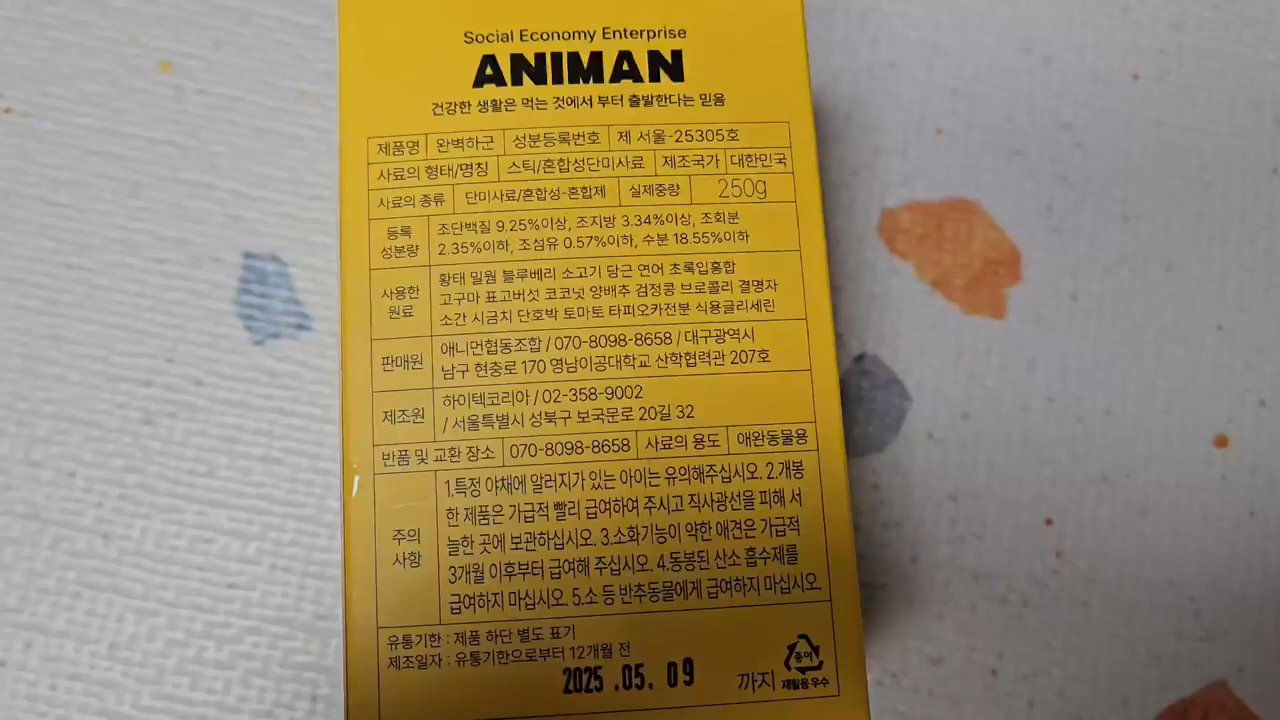 Social Economy Enterprise
ANIMAN
건강한 생활은 먹는 것에서 부터 출발한다는 믿음
제품명 완벽하군 성분등록번호 제 서울-25305호
사료의 형태/명칭 스틱/혼합성단미사료 제조국가 대한민국
사료의 종류 단미사료/혼합성-혼합제 실제중량 250g
등록 성분량
조단백질 9.25%이상, 조지방 3.34%이상, 조회분
2.35%이하, 조섬유 0.57%이하, 수분 18.55%이하
사용한 원료
황태 밀웜 블루베리 소고기 당근 연어 초록입홍합
고구마 표고버섯 코코넛 양배추 검정콩 브로콜리 결명자
소간 시금치 단호박 토마토 타피오카전분 식용글리세린
판매원
애니먼협동조합 / 070-8098-8658 / 대구광역시
남구 현충로 170 영남이공대학교 산학협력관 207호
제조원
하이텍코리아 / 02-358-9002
/ 서울특별시 성북구 보국문로 20길 32
반품 및 교환 장소 070-8098-8658 사료의 용도 애완동물용
주의 사항
1.특정 야채에 알러지가 있는 아이는 유의해주십시오. 2.개봉
한 제품은 가급적 빨리 급여하여 주시고 직사광선을 피해 서
늘한 곳에 보관하십시오. 3.소화기능이 약한 애견은 가급적
3개월 이후부터 급여해 주십시오. 4.동봉된 산소 흡수제를
급여하지 마십시오. 5.소 등 반추동물에게 급여하지 마십시오.
유통기한 : 제품 하단 별도 표기
제조일자 : 유통기한으로부터 12개월 전
2025 .05. 09 까지
종이
재활용우수